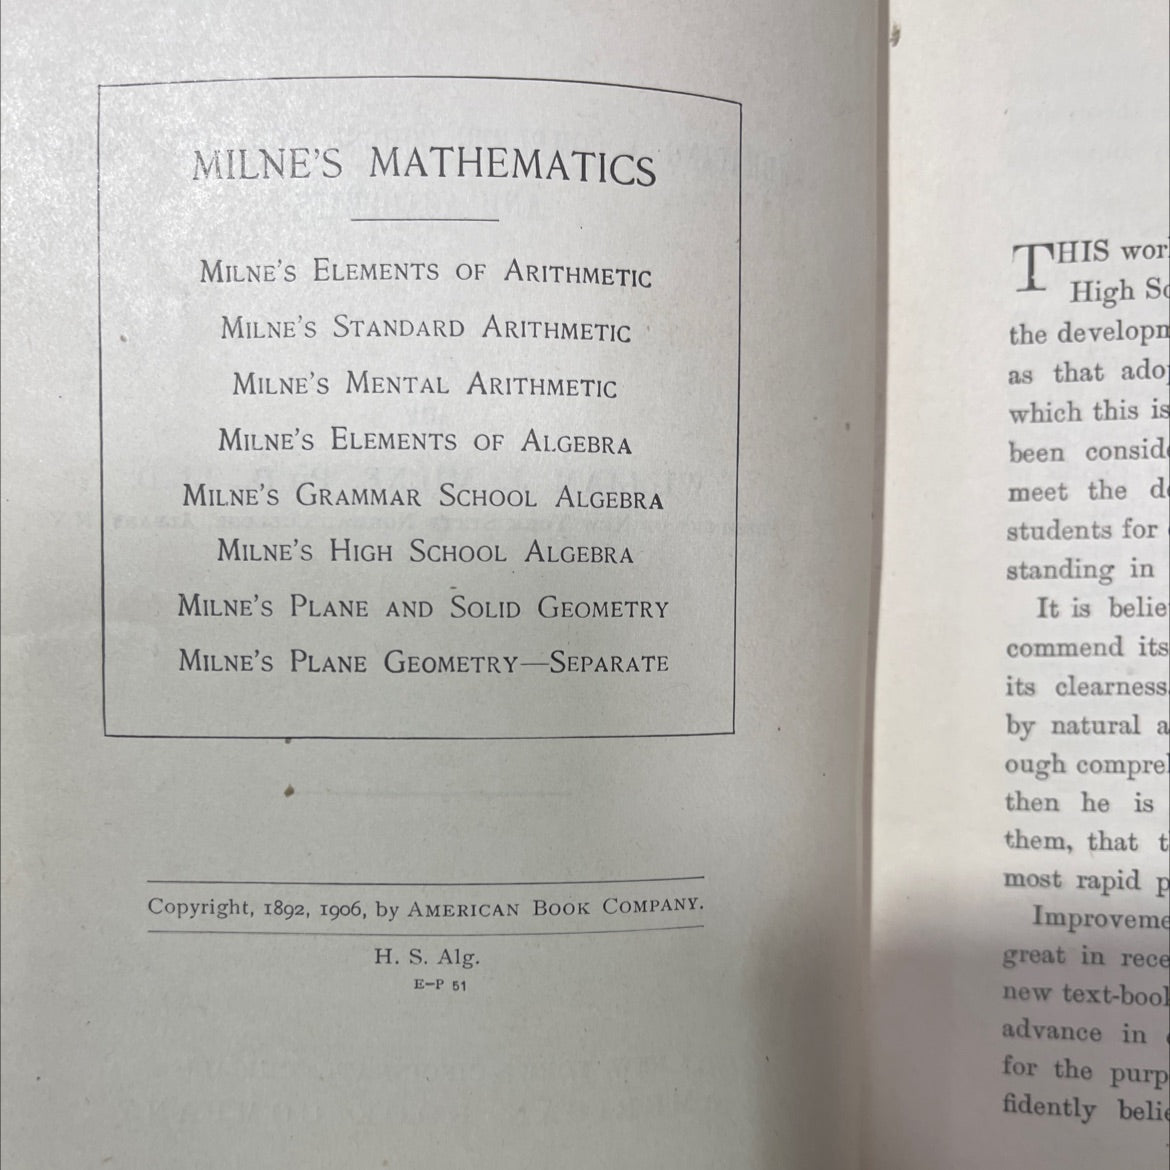 MILNE'S MATHEMATICS
MILNE'S ELEMENTS OF ARITHMETIC
MILNE'S STANDARD ARITHMETIC
MILNE'S MENTAL ARITHMETIC
MILNE'S ELEMENTS OF ALGEBRA
MILNE'S GRAMMAR SCHOOL ALGEBRA
MILNE'S HIGH SCHOOL ALGEBRA
MILNE'S PLANE AND SOLID GEOMETRY
MILNE'S PLANE GEOMETRY—SEPARATE
Copyright, 1892, 1906, by AMERICAN BOOK COMPANY.
H. S. Alg.
E-P 51
THIS
High
the
as that
which this is
been
meet the
students for
standing in
It is
commend its
its clearness
by natural
ough
then he is
them, that
most rapid
great in
new
advance in
for the
fidently